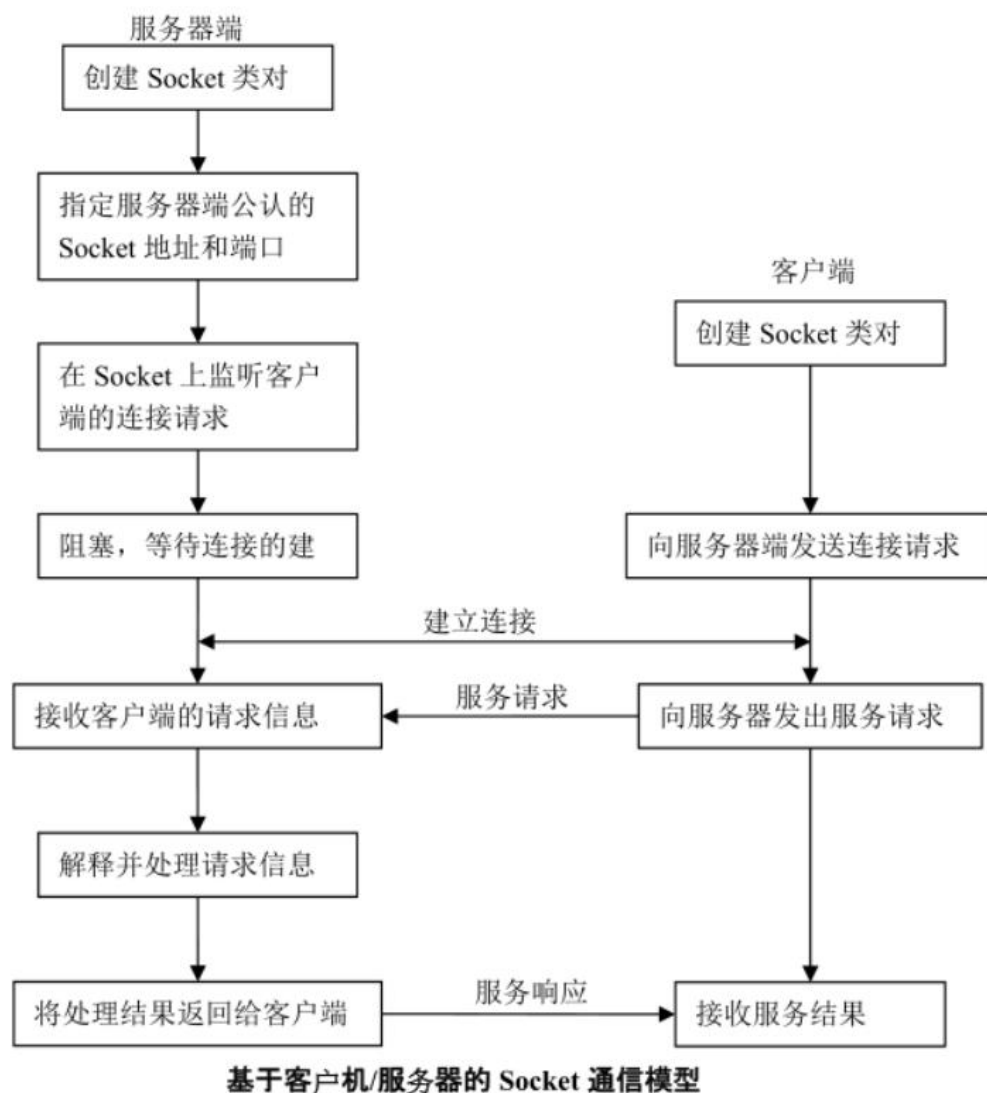 服务器端
创建 Socket 类对
指定服务器端公认的
Socket 地址和端口
在 Socket 上监听客户
端的连接请求
阻塞，等待连接的建
客户端
创建 Socket 类对
向服务器端发送连接请求
建立连接
接收客户端的请求信息
服务请求
向服务器发出服务请求
解释并处理请求信息
将处理结果返回给客户端
服务响应
接收服务结果
基于客户机/服务器的 Socket 通信模型